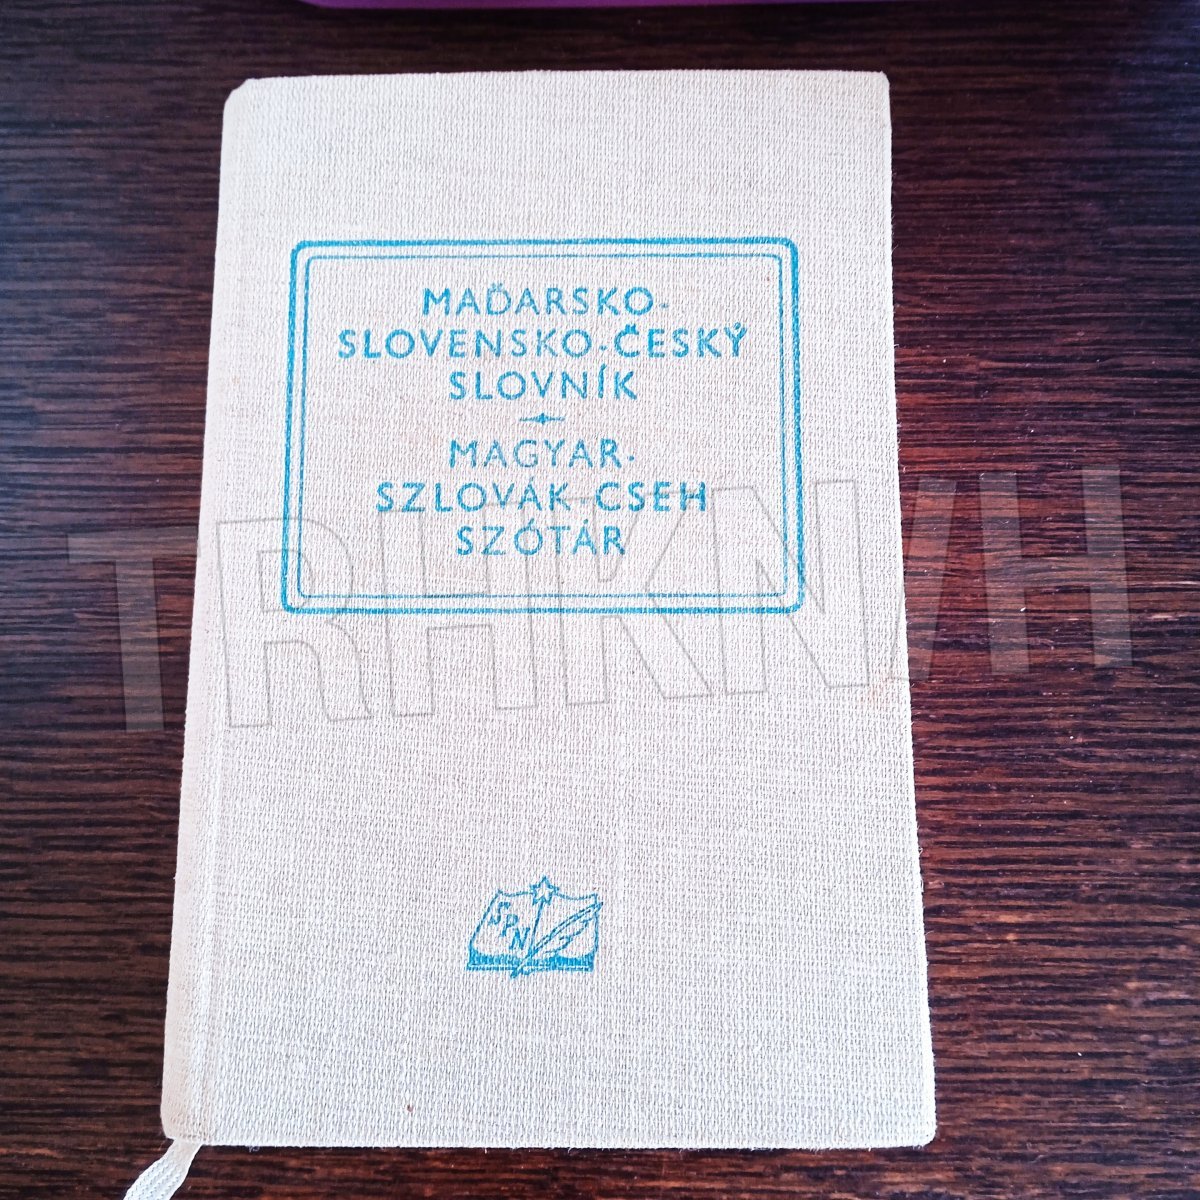 MAĎARSKO-
SLOVENSKO-ČESKÝ
SLOVNÍK
MAGYAR-
SZLOVÁK-CSEH
SZÓTÁR
TRHKNIH
SPN